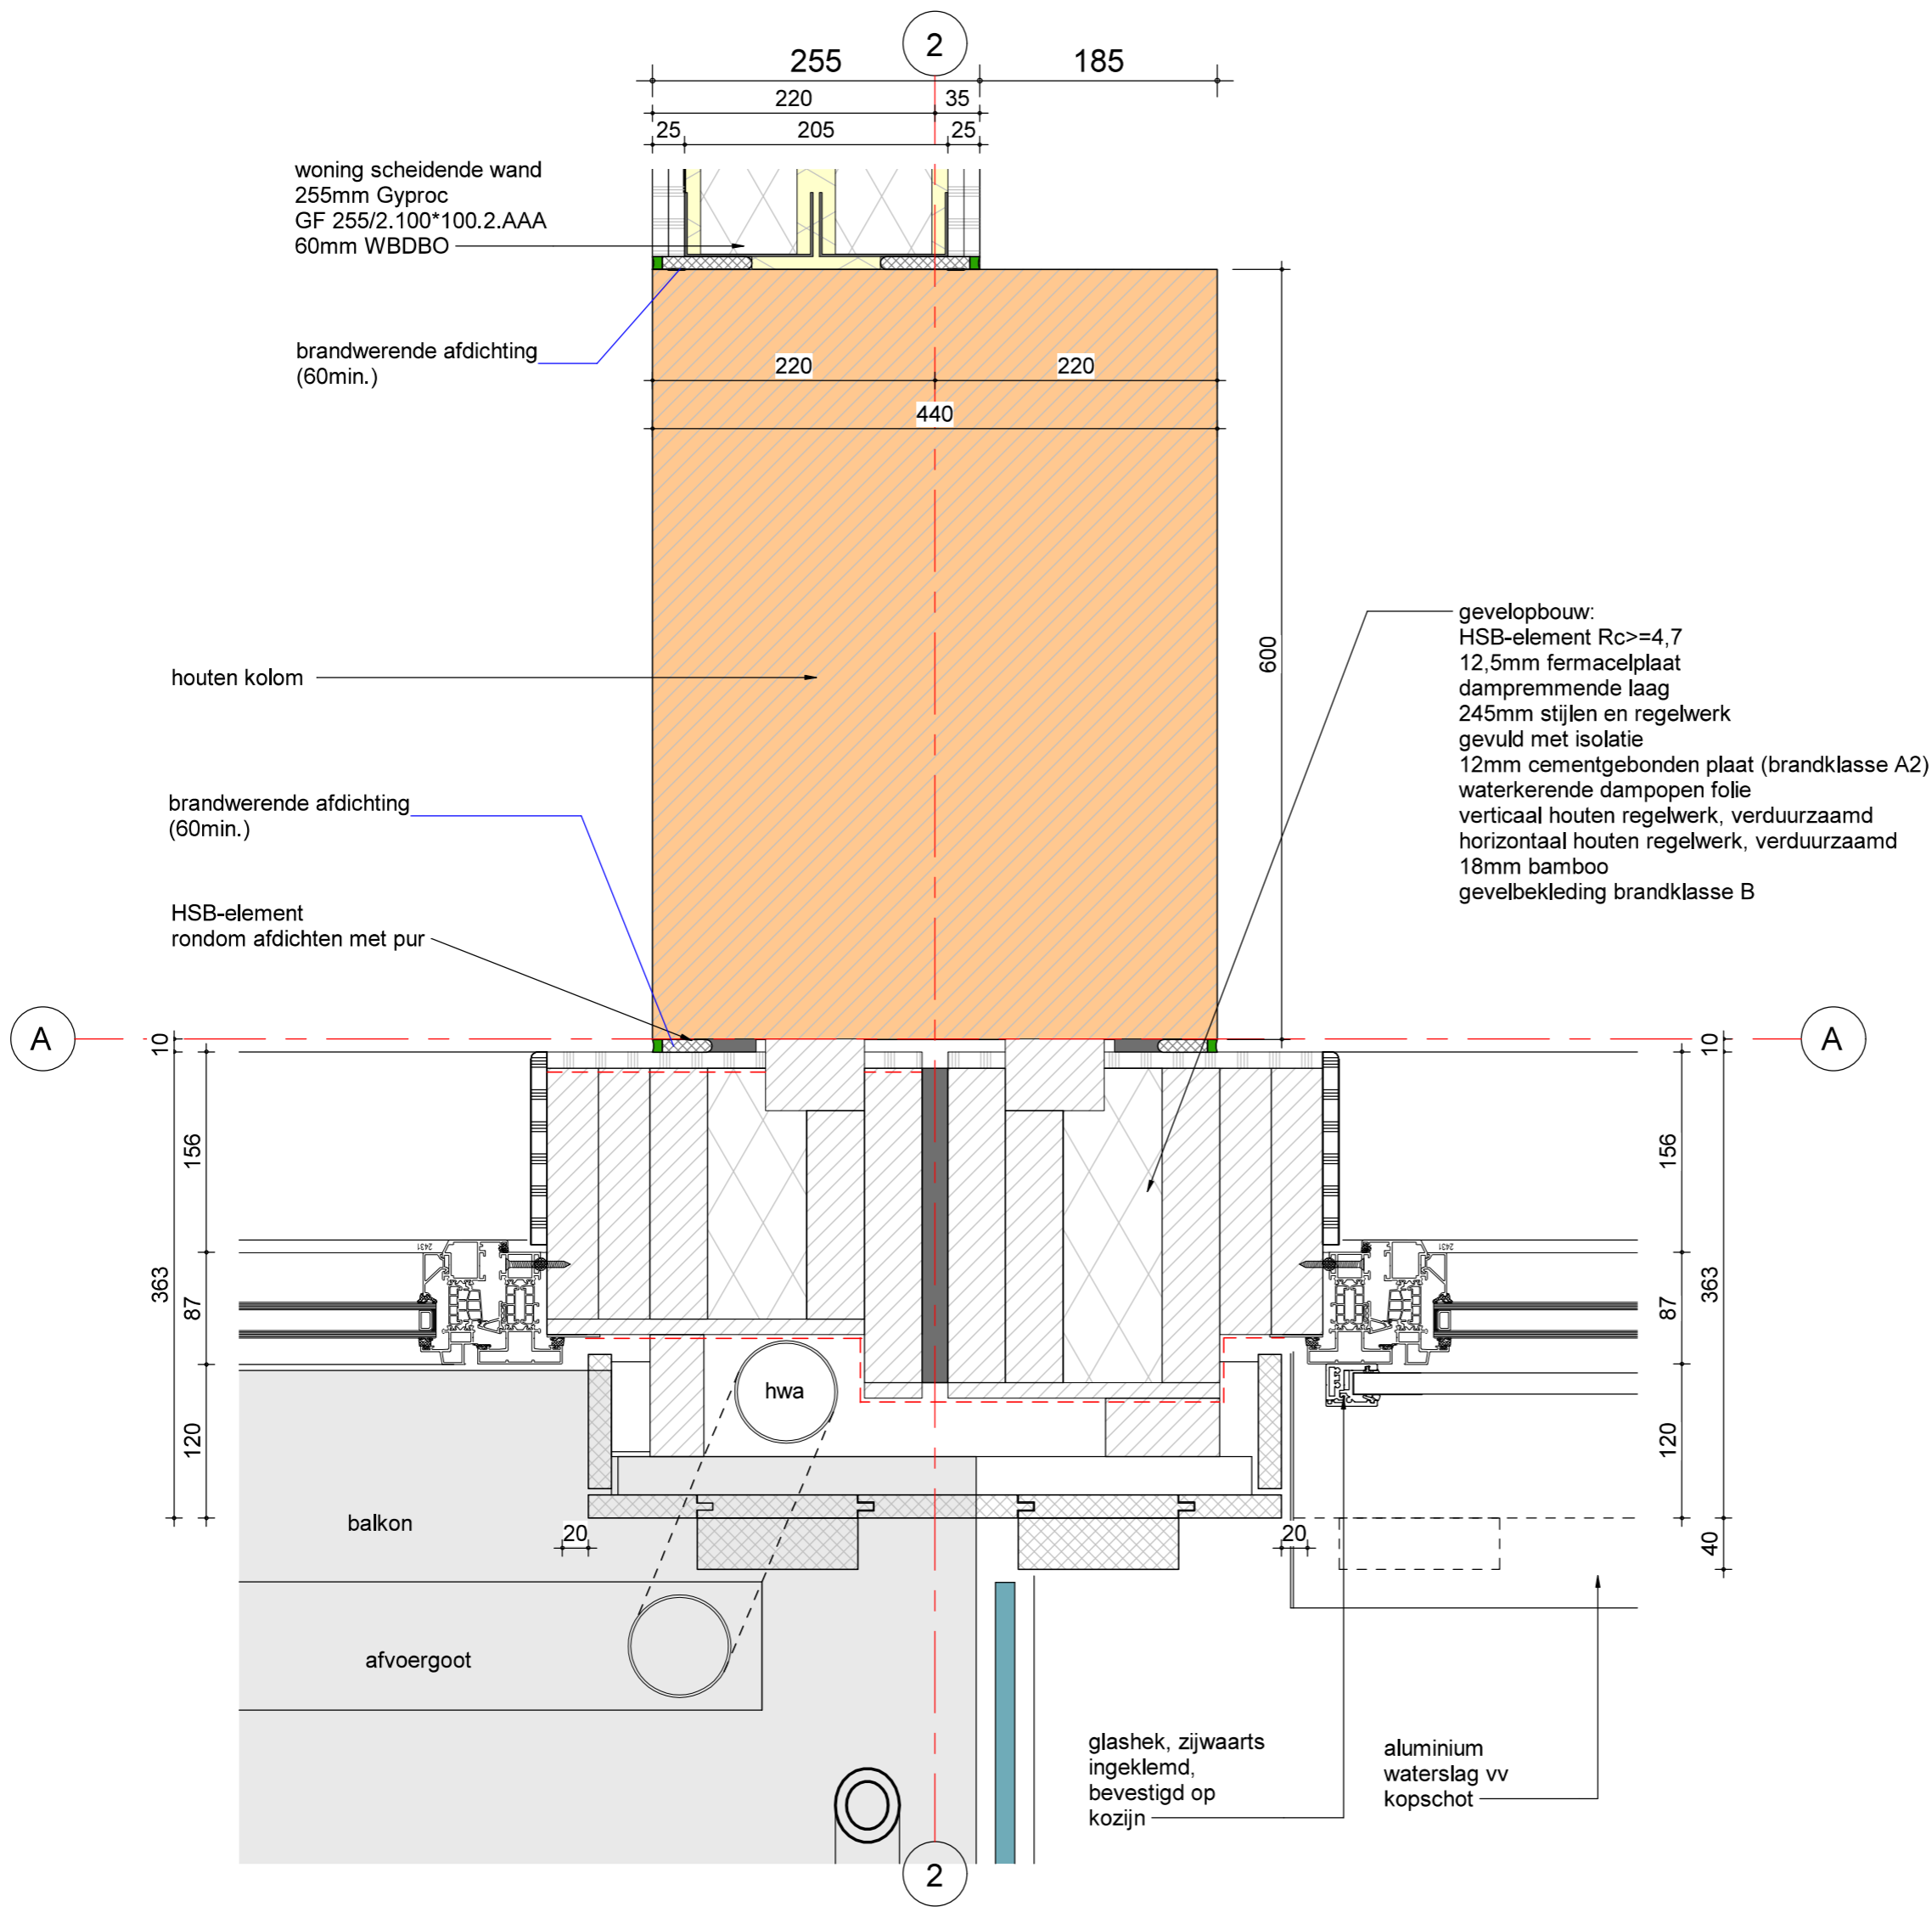 2
255
185
220
35
25
205
25
woning scheidende wand
255mm Gyproc
GF 255/2.100*100.2.AAA
60mm WBDBO
brandwerende afdichting
(60min.)
220
220
440
houten kolom
600
gevelopbouw:
HSB-element Rc>=4,7
12,5mm fermacelplaat
dampremmende laag
245mm stijlen en regelwerk
gevuld met isolatie
12mm cementgebonden plaat (brandklasse A2)
waterkerende dampopen folie
verticaal houten regelwerk, verduurzaamd
horizontaal houten regelwerk, verduurzaamd
18mm bamboo
gevelbekleding brandklasse B
brandwerende afdichting
(60min.)
HSB-element
rondom afdichten met pur
A
10
10
A
156
156
2431
2431
363
87
87
363
hwa
120
120
balkon
20
20
40
afvoergoot
glashek, zijwaarts
ingeklemd,
bevestigd op
kozijn
aluminium
waterslag vv
kopschot
2